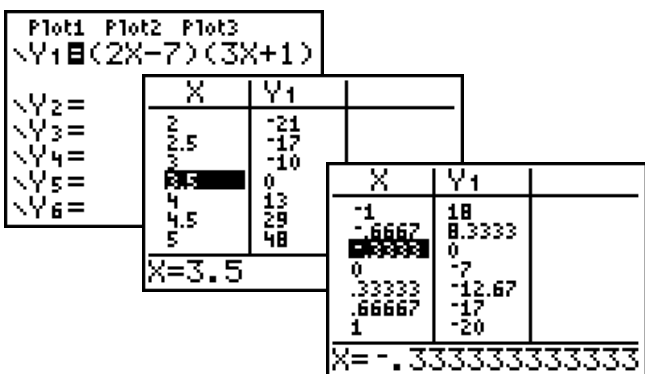 Plot1 Plot2 Plot3
\Y1=(2X-7)(3X+1)
\Y2=
\Y3=
\Y4=
\Y5=
\Y6=
X Y1
2 -21
2.5 -17
3 -10
3.5 0
4 13
4.5 29
5 48
X=3.5
X Y1
-1 18
-.6667 8.3333
-.3333 0
0 -7
.33333 -12.67
.66667 -17
1 -20
X=-.333333333333